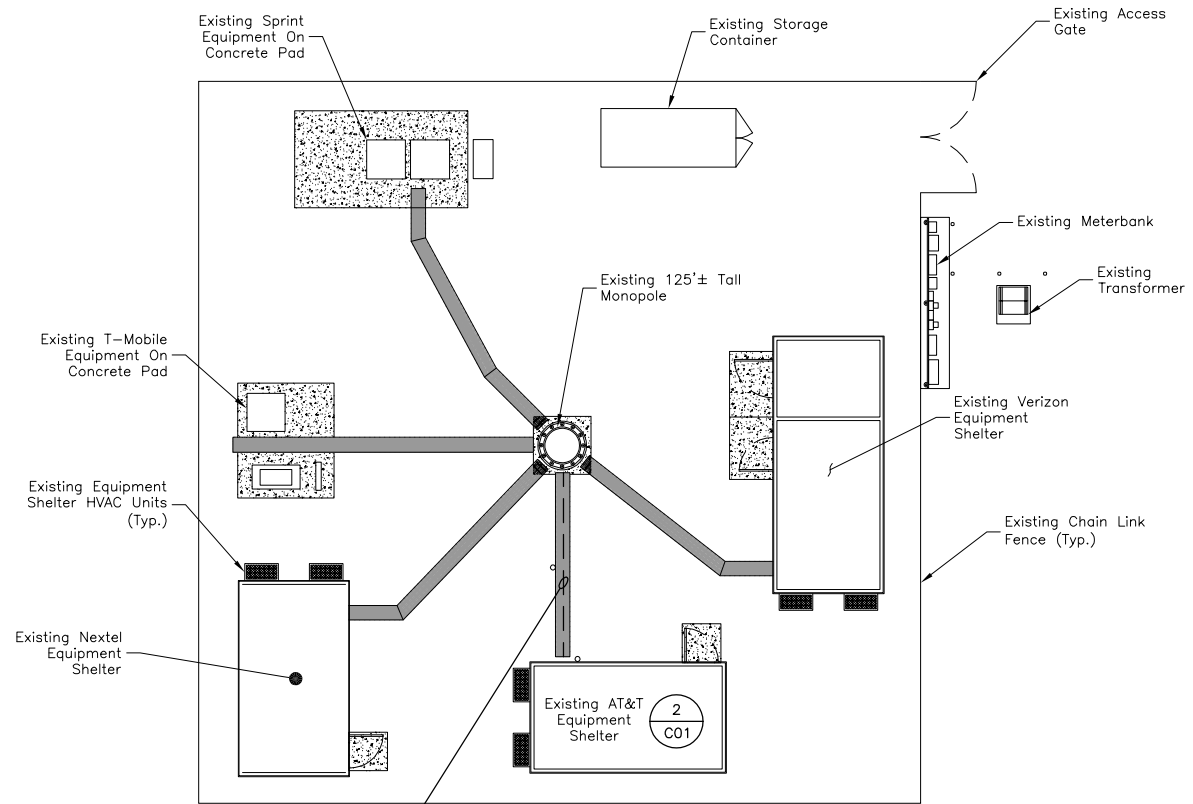 Existing Sprint
Equipment On
Concrete Pad
Existing Storage
Container
Existing Access
Gate
Existing Meterbank
Existing
Transformer
Existing 125'± Tall
Monopole
Existing T-Mobile
Equipment On
Concrete Pad
Existing Verizon
Equipment
Shelter
Existing Equipment
Shelter HVAC Units
(Typ.)
Existing Chain Link
Fence (Typ.)
Existing Nextel
Equipment
Shelter
Existing AT&T
Equipment
Shelter
2
C01